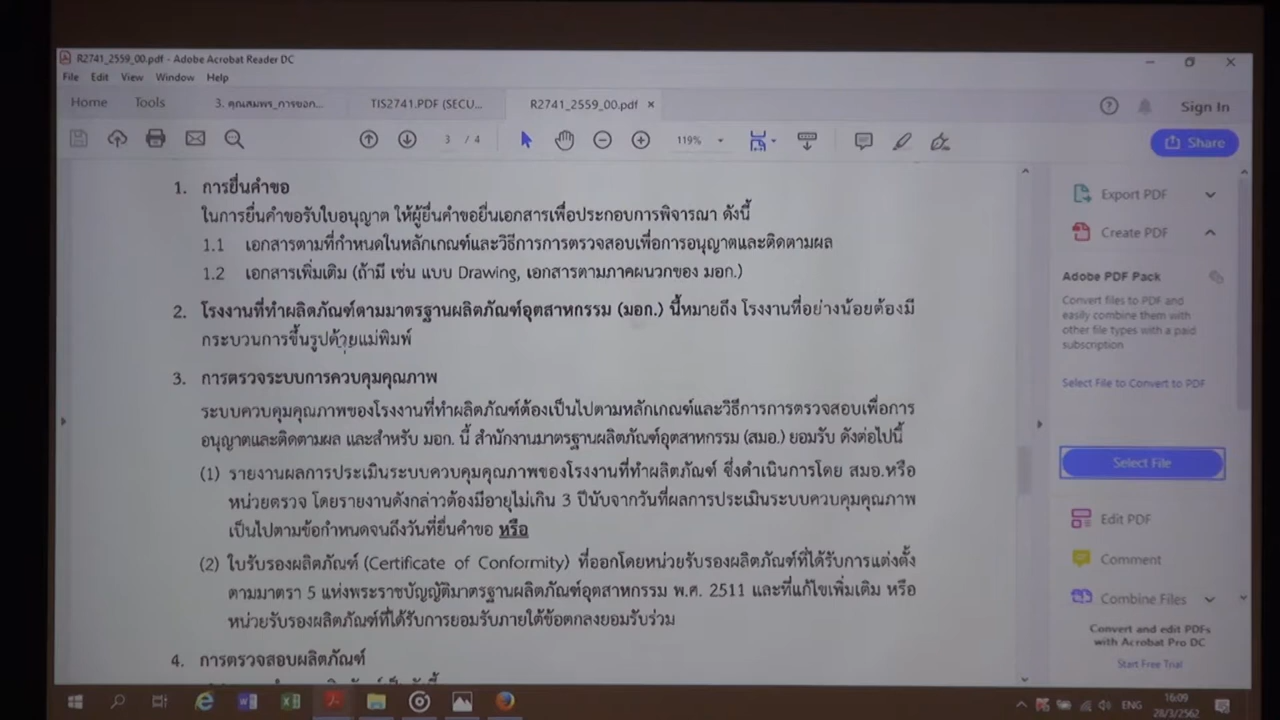 R2741_2559_00.pdf - Adobe Acrobat Reader DC
File Edit View Window Help
Home Tools 3. คุณสมพร_การขอก... TIS2741.PDF (SECU... R2741_2559_00.pdf × Sign In
3 / 4 119% Share
1. การยื่นคำขอ
ในการยื่นคำขอรับใบอนุญาต ให้ผู้ยื่นคำขอยื่นเอกสารเพื่อประกอบการพิจารณา ดังนี้
1.1 เอกสารตามที่กำหนดในหลักเกณฑ์และวิธีการการตรวจสอบเพื่อการอนุญาตและติดตามผล
1.2 เอกสารเพิ่มเติม (ถ้ามี เช่น แบบ Drawing, เอกสารตามภาคผนวกของ มอก.)
2. โรงงานที่ทำผลิตภัณฑ์ตามมาตรฐานผลิตภัณฑ์อุตสาหกรรม (มอก.) นี้หมายถึง โรงงานที่อย่างน้อยต้องมี
กระบวนการขึ้นรูปด้วยแม่พิมพ์
3. การตรวจระบบการควบคุมคุณภาพ
ระบบควบคุมคุณภาพของโรงงานที่ทำผลิตภัณฑ์ต้องเป็นไปตามหลักเกณฑ์และวิธีการการตรวจสอบเพื่อการ
อนุญาตและติดตามผล และสำหรับ มอก. นี้ สำนักงานมาตรฐานผลิตภัณฑ์อุตสาหกรรม (สมอ.) ยอมรับ ดังต่อไปนี้
(1) รายงานผลการประเมินระบบควบคุมคุณภาพของโรงงานที่ทำผลิตภัณฑ์ ซึ่งดำเนินการโดย สมอ.หรือ
หน่วยตรวจ โดยรายงานดังกล่าวต้องมีอายุไม่เกิน 3 ปีนับจากวันที่ผลการประเมินระบบควบคุมคุณภาพ
เป็นไปตามข้อกำหนดจนถึงวันที่ยื่นคำขอ หรือ
(2) ใบรับรองผลิตภัณฑ์ (Certificate of Conformity) ที่ออกโดยหน่วยรับรองผลิตภัณฑ์ที่ได้รับการแต่งตั้ง
ตามมาตรา 5 แห่งพระราชบัญญัติมาตรฐานผลิตภัณฑ์อุตสาหกรรม พ.ศ. 2511 และที่แก้ไขเพิ่มเติม หรือ
หน่วยรับรองผลิตภัณฑ์ที่ได้รับการยอมรับภายใต้ข้อตกลงยอมรับร่วม
4. การตรวจสอบผลิตภัณฑ์
Export PDF
Create PDF
Adobe PDF Pack
Convert files to PDF and
easily combine them with
other file types with a paid
subscription
Select File to Convert to PDF
Select File
Edit PDF
Comment
Combine Files
Convert and edit PDFs
with Acrobat Pro DC
Start Free Trial
ENG 16:09
28/3/2562